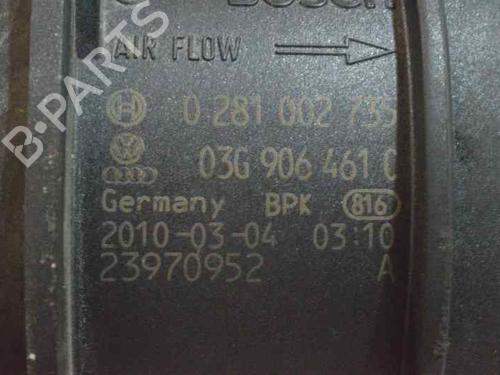 BOSCH
AIR FLOW
0 281 002 735
03G 906 461 C
Germany BPK 816
2010-03-04 03:10
23970952 A
B-PARTS